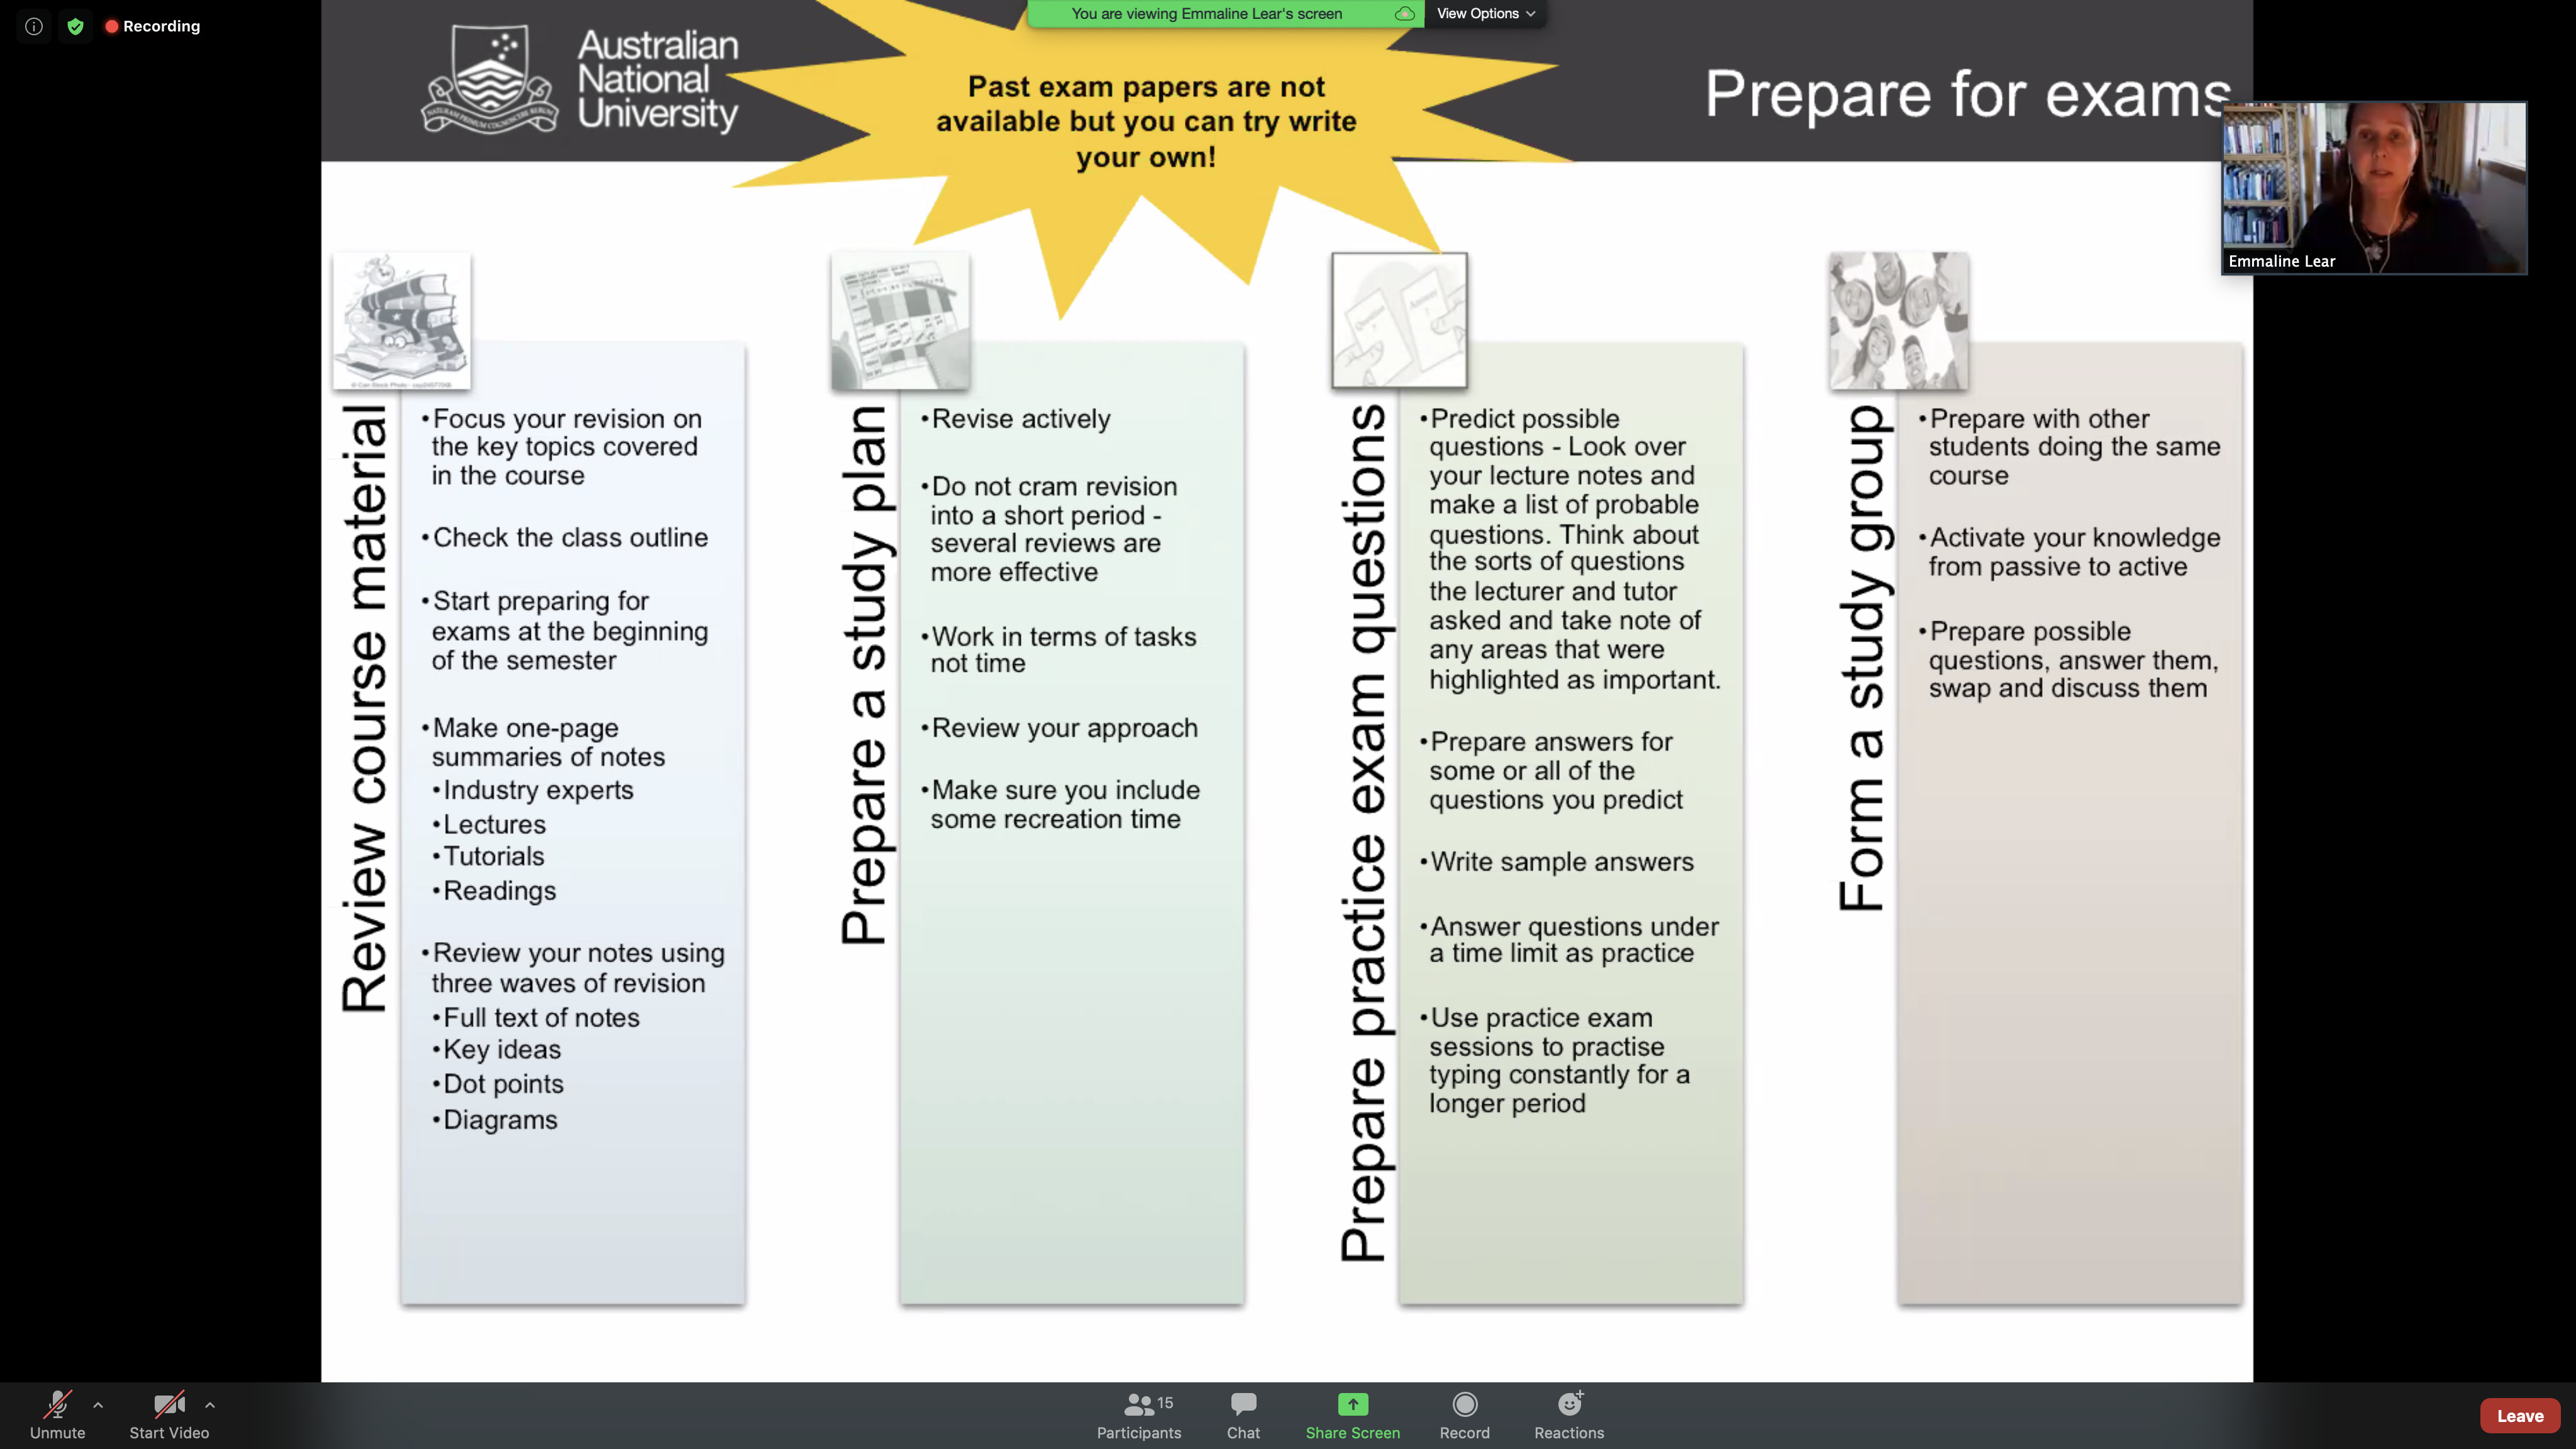 Recording
You are viewing Emmaline Lear's screen
View Options
Australian
National
University
Past exam papers are not
available but you can try write
your own!
Prepare for exams
Emmaline Lear
Review course material
•Focus your revision on
the key topics covered
in the course
•Check the class outline
•Start preparing for
exams at the beginning
of the semester
•Make one-page
summaries of notes
•Industry experts
•Lectures
•Tutorials
•Readings
•Review your notes using
three waves of revision
•Full text of notes
•Key ideas
•Dot points
•Diagrams
Prepare a study plan
•Revise actively
•Do not cram revision
into a short period -
several reviews are
more effective
•Work in terms of tasks
not time
•Review your approach
•Make sure you include
some recreation time
Question
Answer
Prepare practice exam questions
•Predict possible
questions - Look over
your lecture notes and
make a list of probable
questions. Think about
the sorts of questions
the lecturer and tutor
asked and take note of
any areas that were
highlighted as important.
•Prepare answers for
some or all of the
questions you predict
•Write sample answers
•Answer questions under
a time limit as practice
•Use practice exam
sessions to practise
typing constantly for a
longer period
Form a study group
•Prepare with other
students doing the same
course
•Activate your knowledge
from passive to active
•Prepare possible
questions, answer them,
swap and discuss them
Unmute
Start Video
15
Participants
Chat
Share Screen
Record
Reactions
Leave